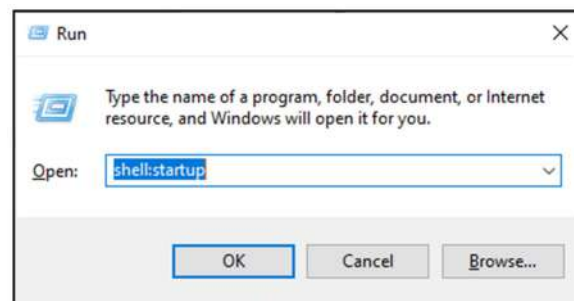 Run
Type the name of a program, folder, document, or Internet
resource, and Windows will open it for you.
Open: shell:startup
OK Cancel Browse...